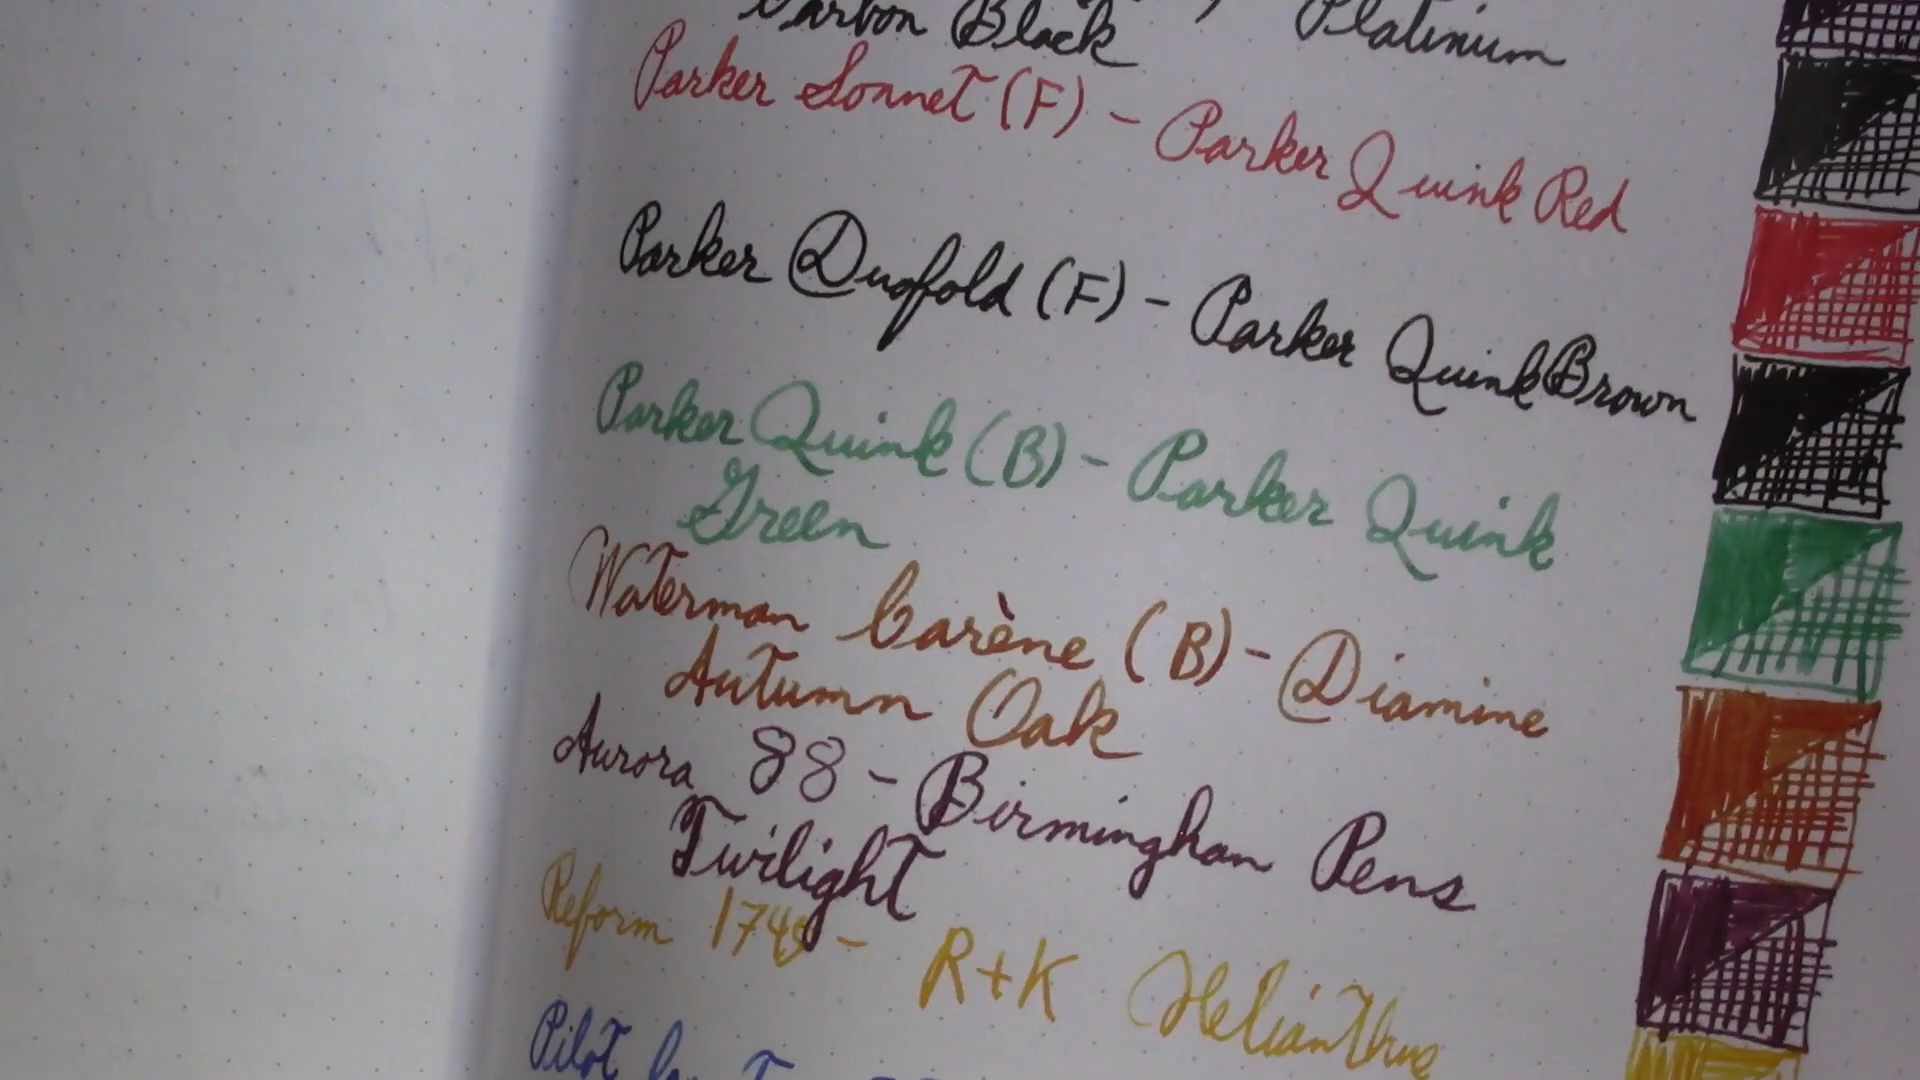 Carbon Black Platinum
Parker Sonnet (F) - Parker Quink Red
Parker Duofold (F) - Parker Quink Brown
Parker Quink (B) - Parker Quink
Green
Waterman Carène (B) - Diamine
Autumn Oak
Aurora 88 - Birmingham Pens
Twilight
Reform 1745 - R+K Helianthus
Pilot